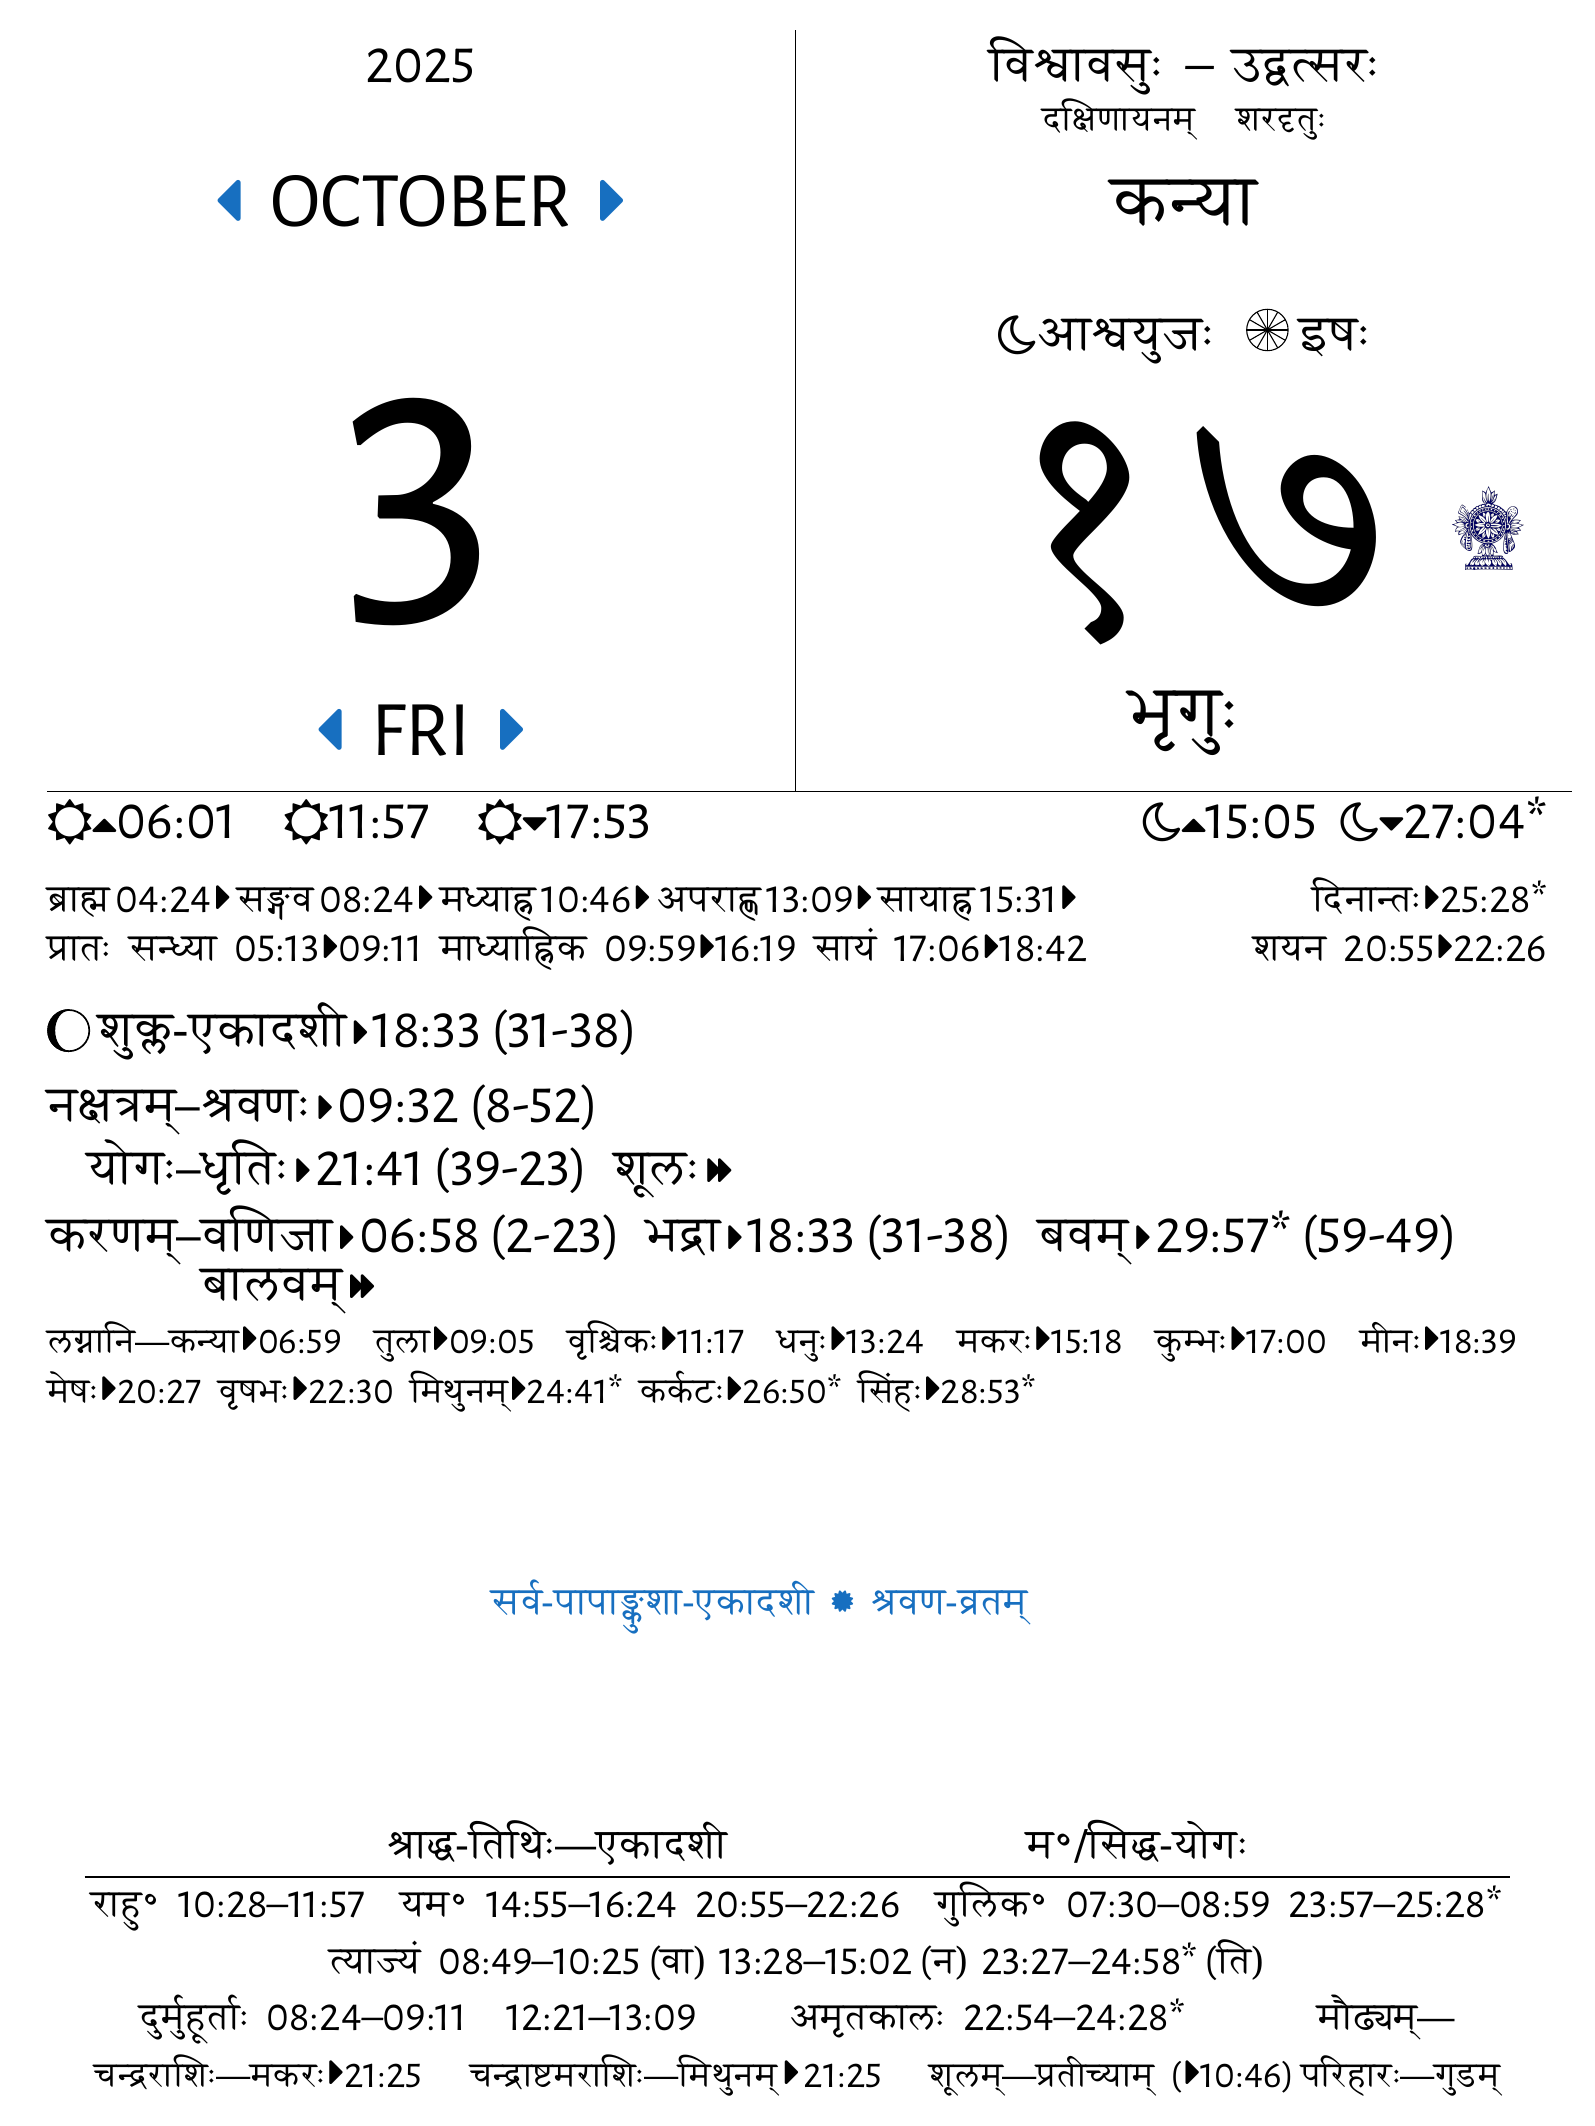 2025
OCTOBER
3
FRI
विश्वावसुः – उद्वत्सरः
दक्षिणायनम् शरदृतुः
कन्या
आश्वयुजः इषः
१७
भृगुः
06:01 11:57 17:53 15:05 27:04*
ब्राह्म 04:24 सङ्गव 08:24 मध्याह्न 10:46 अपराह्ण 13:09 सायाह्न 15:31 दिनान्तः 25:28*
प्रातः सन्ध्या 05:13 09:11 माध्याह्निक 09:59 16:19 सायं 17:06 18:42 शयन 20:55 22:26
शुक्ल-एकादशी 18:33 (31-38)
नक्षत्रम्–श्रवणः 09:32 (8-52)
योगः–धृतिः 21:41 (39-23) शूलः
करणम्–वणिजा 06:58 (2-23) भद्रा 18:33 (31-38) बवम् 29:57* (59-49)
बालवम्
लग्नानि—कन्या 06:59 तुला 09:05 वृश्चिकः 11:17 धनुः 13:24 मकरः 15:18 कुम्भः 17:00 मीनः 18:39
मेषः 20:27 वृषभः 22:30 मिथुनम् 24:41* कर्कटः 26:50* सिंहः 28:53*
सर्व-पापाङ्कुशा-एकादशी श्रवण-व्रतम्
श्राद्ध-तिथिः—एकादशी म॰/सिद्ध-योगः
राहु॰ 10:28–11:57 यम॰ 14:55–16:24 20:55–22:26 गुलिक॰ 07:30–08:59 23:57–25:28*
त्याज्यं 08:49–10:25 (वा) 13:28–15:02 (न) 23:27–24:58* (ति)
दुर्मुहूर्ताः 08:24–09:11 12:21–13:09 अमृतकालः 22:54–24:28* मौढ्यम्—
चन्द्रराशिः—मकरः 21:25 चन्द्राष्टमराशिः—मिथुनम् 21:25 शूलम्—प्रतीच्याम् (10:46) परिहारः—गुडम्